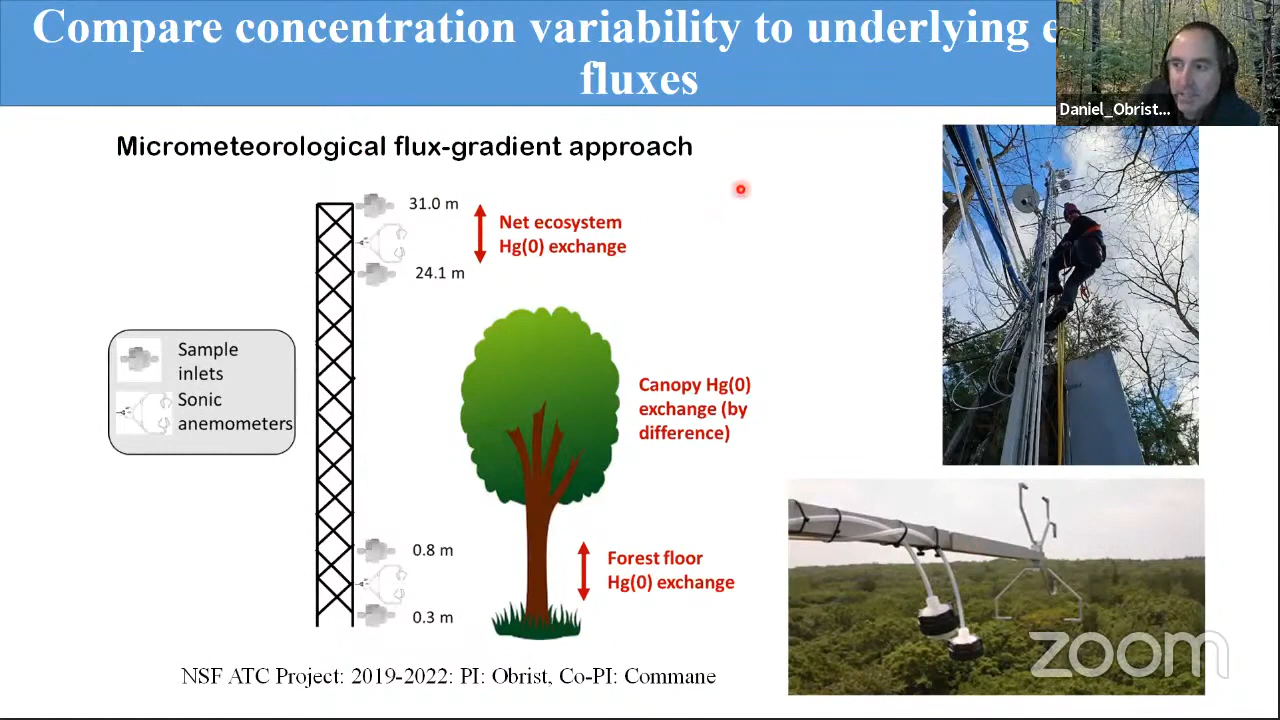 Compare concentration variability to underlying
fluxes
Daniel_Obrist...
Micrometeorological flux-gradient approach
31.0 m
Net ecosystem
Hg(0) exchange
24.1 m
Sample
inlets
Sonic
anemometers
Canopy Hg(0)
exchange (by
difference)
0.8 m
Forest floor
Hg(0) exchange
0.3 m
NSF ATC Project: 2019-2022: PI: Obrist, Co-PI: Commane
zoom